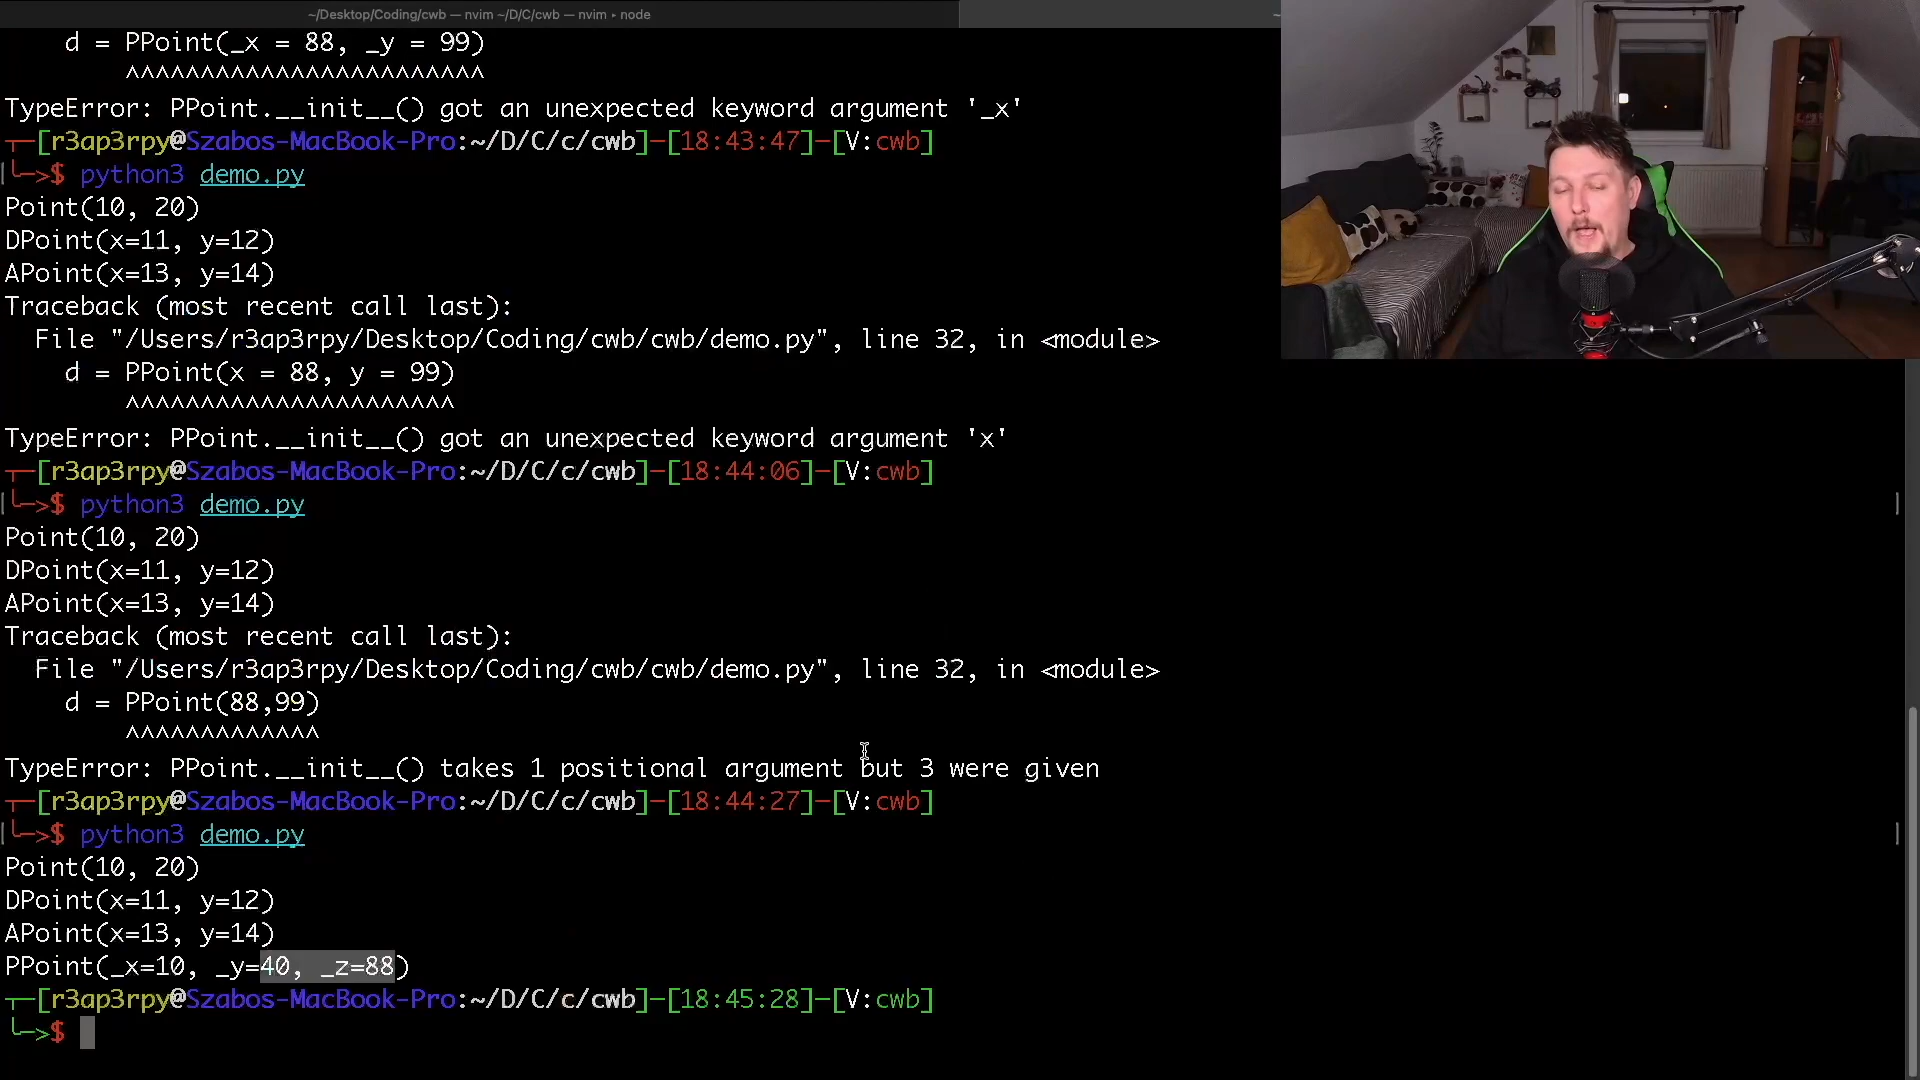 ~/Desktop/Coding/cwb — nvim ~/D/C/cwb — nvim ▸ node
d = PPoint(_x = 88, _y = 99)
^^^^^^^^^^^^^^^^^^^^^^^^
TypeError: PPoint.__init__() got an unexpected keyword argument '_x'
┬─[r3ap3rpy@Szabos-MacBook-Pro:~/D/C/c/cwb]─[18:43:47]─[V:cwb]
╰─>$ python3 demo.py
Point(10, 20)
DPoint(x=11, y=12)
APoint(x=13, y=14)
Traceback (most recent call last):
File "/Users/r3ap3rpy/Desktop/Coding/cwb/cwb/demo.py", line 32, in <module>
d = PPoint(x = 88, y = 99)
^^^^^^^^^^^^^^^^^^^^^^
TypeError: PPoint.__init__() got an unexpected keyword argument 'x'
┬─[r3ap3rpy@Szabos-MacBook-Pro:~/D/C/c/cwb]─[18:44:06]─[V:cwb]
╰─>$ python3 demo.py
Point(10, 20)
DPoint(x=11, y=12)
APoint(x=13, y=14)
Traceback (most recent call last):
File "/Users/r3ap3rpy/Desktop/Coding/cwb/cwb/demo.py", line 32, in <module>
d = PPoint(88,99)
^^^^^^^^^^^^^
TypeError: PPoint.__init__() takes 1 positional argument but 3 were given
┬─[r3ap3rpy@Szabos-MacBook-Pro:~/D/C/c/cwb]─[18:44:27]─[V:cwb]
╰─>$ python3 demo.py
Point(10, 20)
DPoint(x=11, y=12)
APoint(x=13, y=14)
PPoint(_x=10, _y=40, _z=88)
┬─[r3ap3rpy@Szabos-MacBook-Pro:~/D/C/c/cwb]─[18:45:28]─[V:cwb]
╰─>$